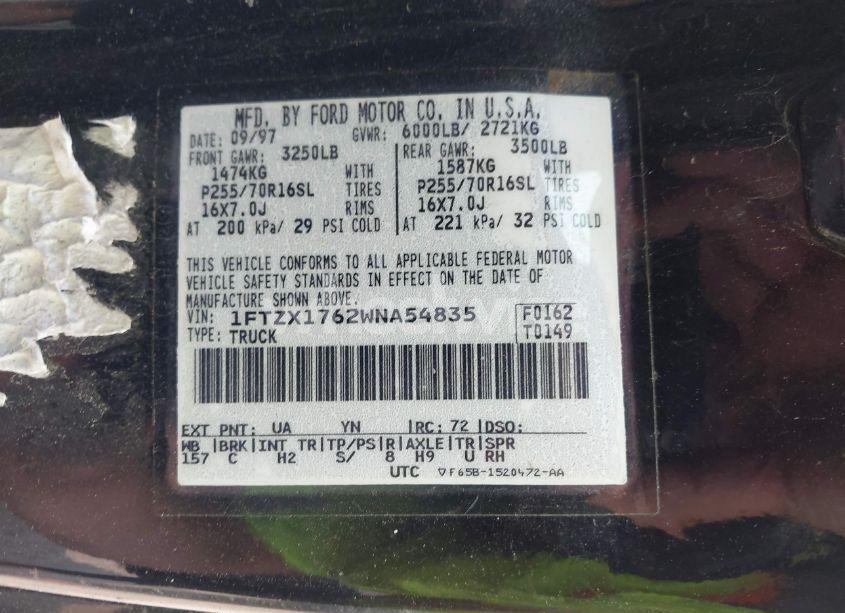 MFD. BY FORD MOTOR CO. IN U.S.A.
DATE: 09/97 GVWR: 6000LB/ 2721KG
FRONT GAWR: 3250LB REAR GAWR: 3500LB
1474KG WITH 1587KG WITH
P255/70R16SL TIRES P255/70R16SL TIRES
16X7.0J RIMS 16X7.0J RIMS
AT 200 kPa/ 29 PSI COLD AT 221 kPa/ 32 PSI COLD
THIS VEHICLE CONFORMS TO ALL APPLICABLE FEDERAL MOTOR
VEHICLE SAFETY STANDARDS IN EFFECT ON THE DATE OF
MANUFACTURE SHOWN ABOVE.
VIN: 1FTZX1762WNA54835 F0162
TYPE: TRUCK T0149
EXT PNT: UA YN RC: 72 DSO:
WB BRK INT TR TP/PS R AXLE TR SPR
157 C H2 S/ 8 H9 U RH
UTC ▽F65B-1520472-AA